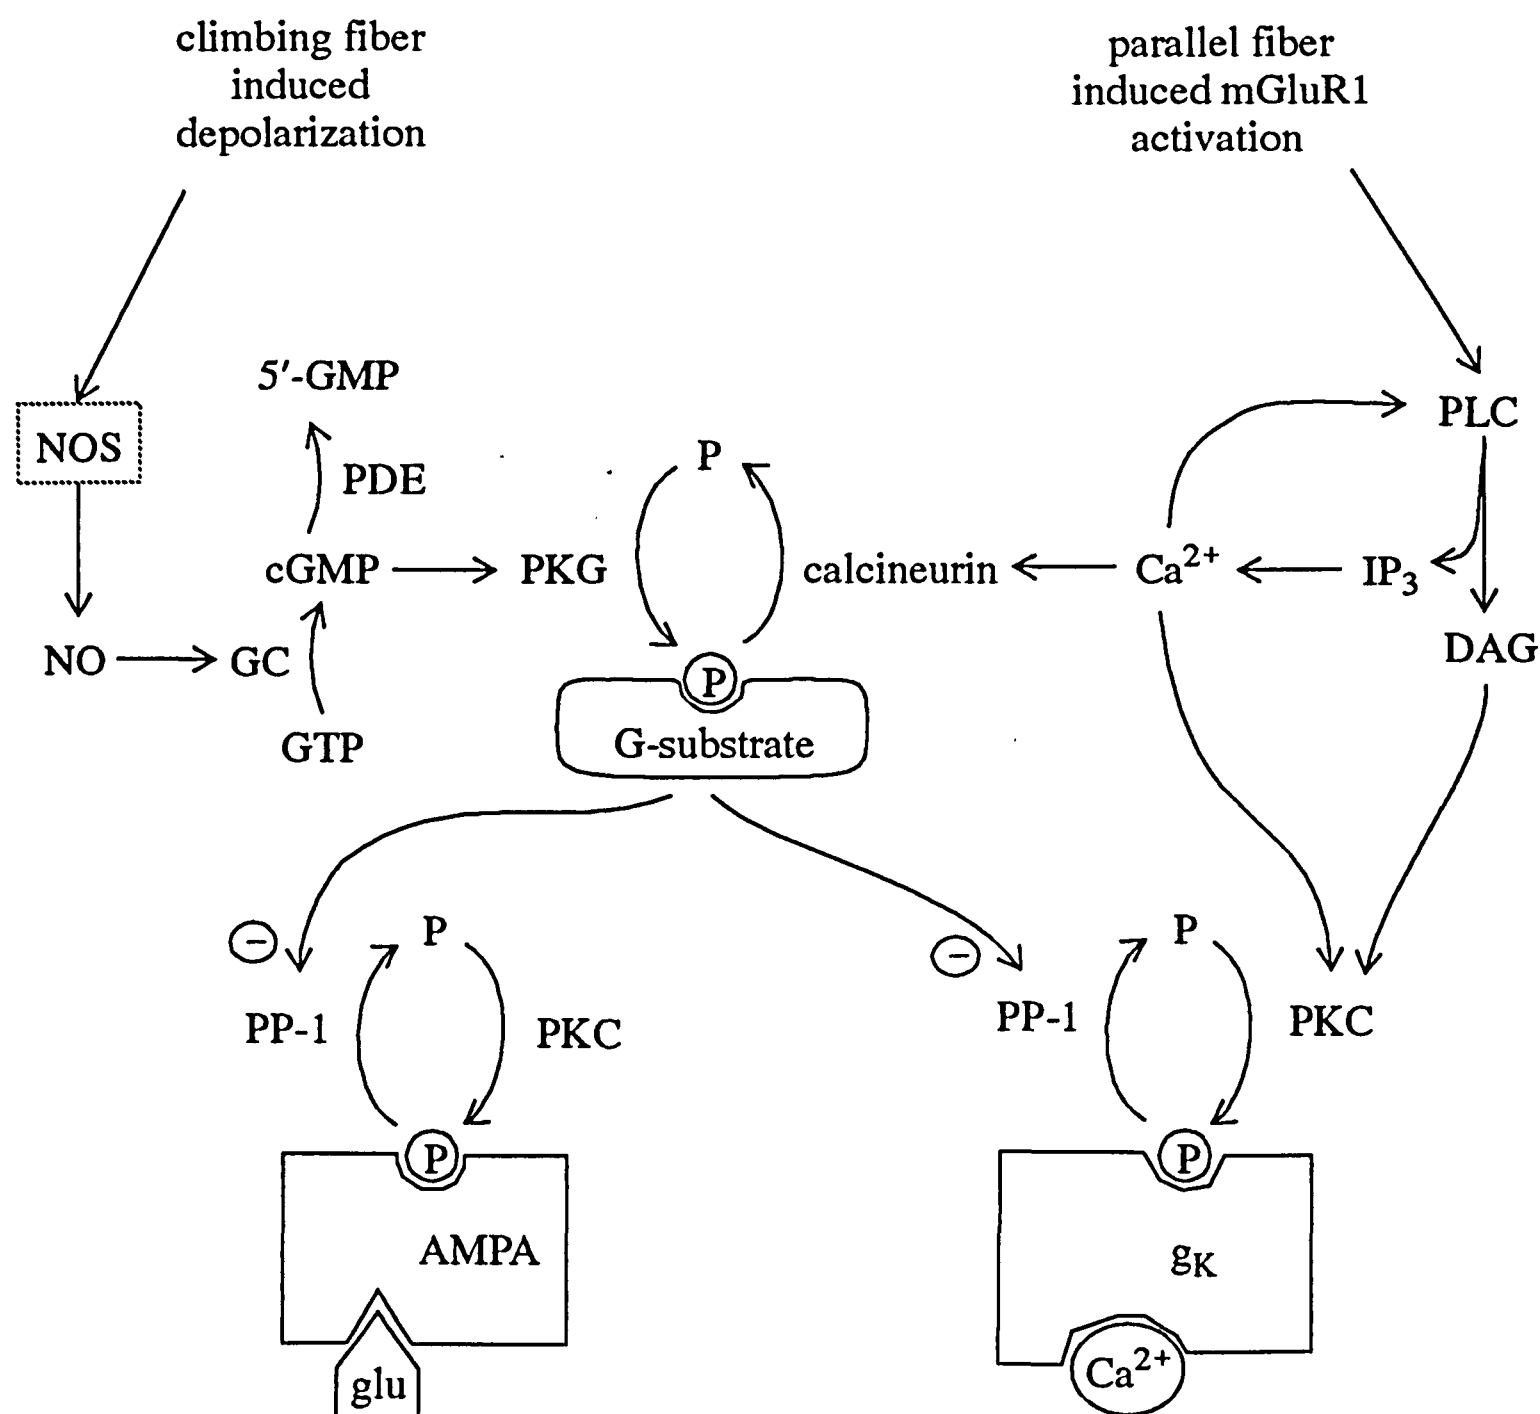 climbing fiber
induced
depolarization
parallel fiber
induced mGluR1
activation
5'-GMP
PLC
NOS
P
PDE
cGMP
PKG
calcineurin
Ca²⁺
IP₃
NO
GC
DAG
P
G-substrate
GTP
−
P
PP-1
PKC
−
P
PP-1
PKC
P
AMPA
glu
P
gK
Ca²⁺